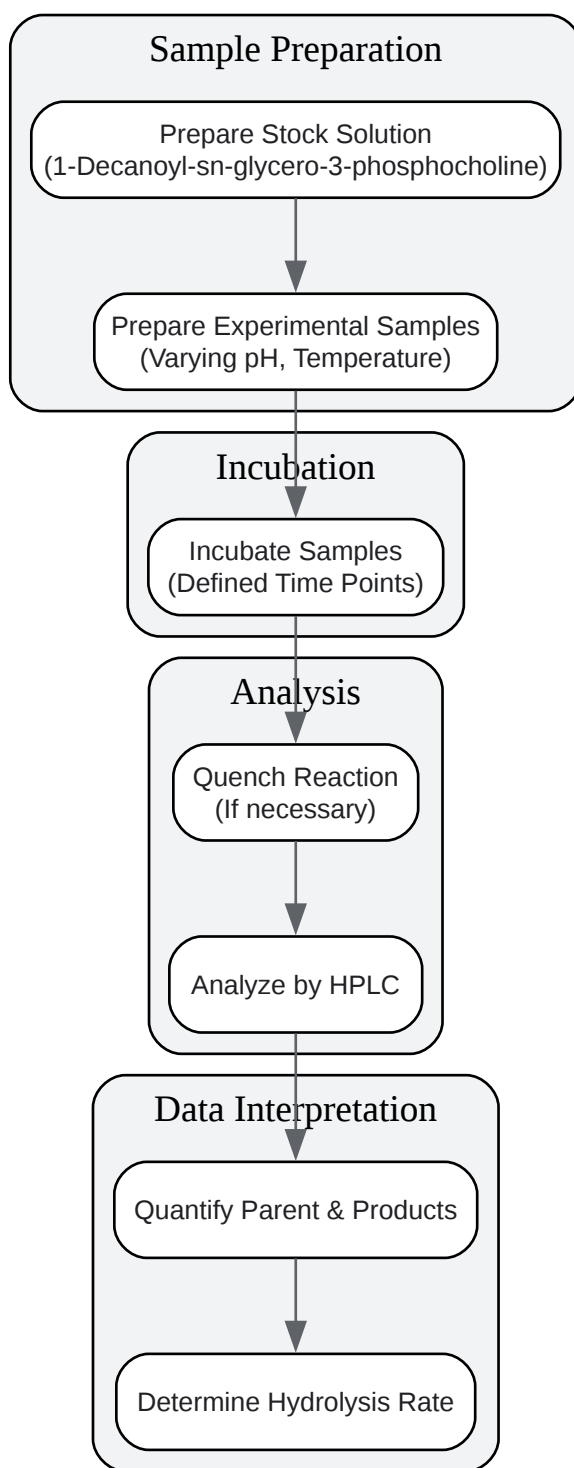 Sample Preparation
Prepare Stock Solution
(1-Decanoyl-sn-glycero-3-phosphocholine)
Prepare Experimental Samples
(Varying pH, Temperature)
Incubation
Incubate Samples
(Defined Time Points)
Analysis
Quench Reaction
(If necessary)
Analyze by HPLC
Data Interpretation
Quantify Parent & Products
Determine Hydrolysis Rate